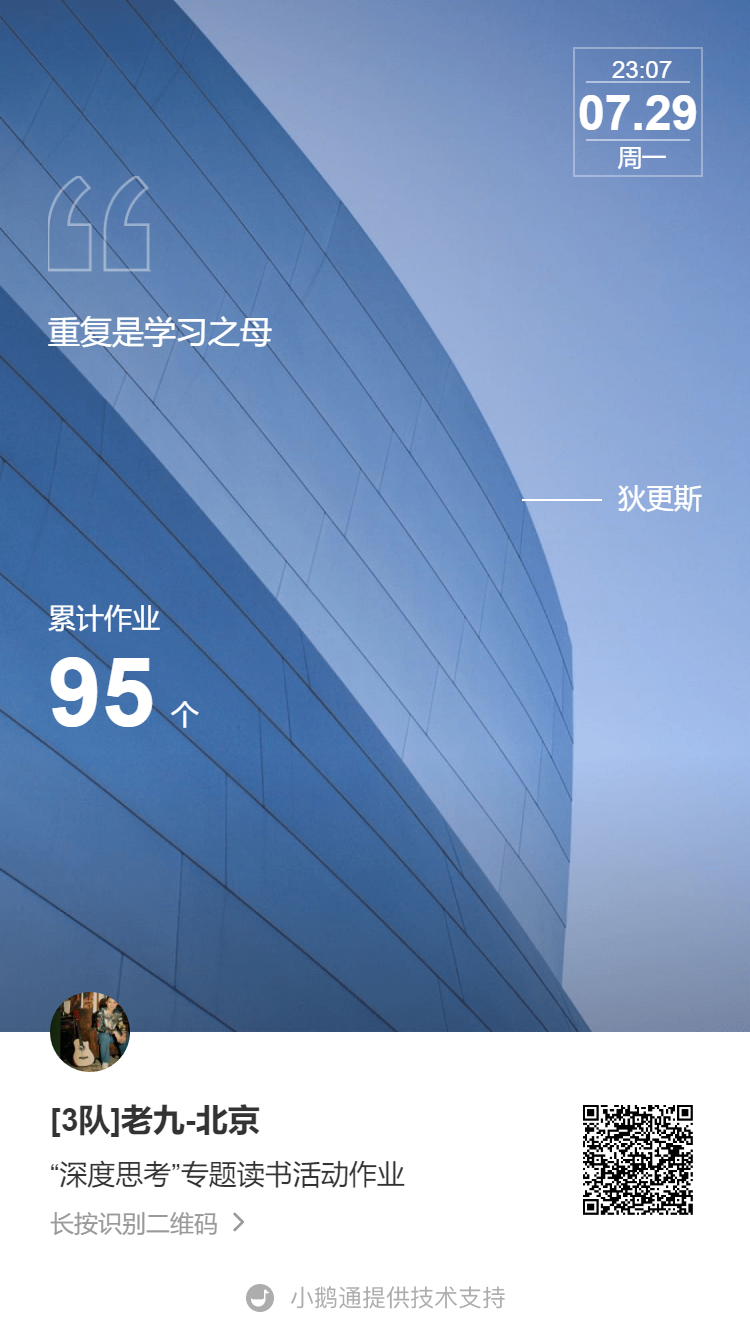 23:07
07.29
周一
重复是学习之母
狄更斯
累计作业
95 个
[3队]老九-北京
“深度思考”专题读书活动作业
长按识别二维码
小鹅通提供技术支持